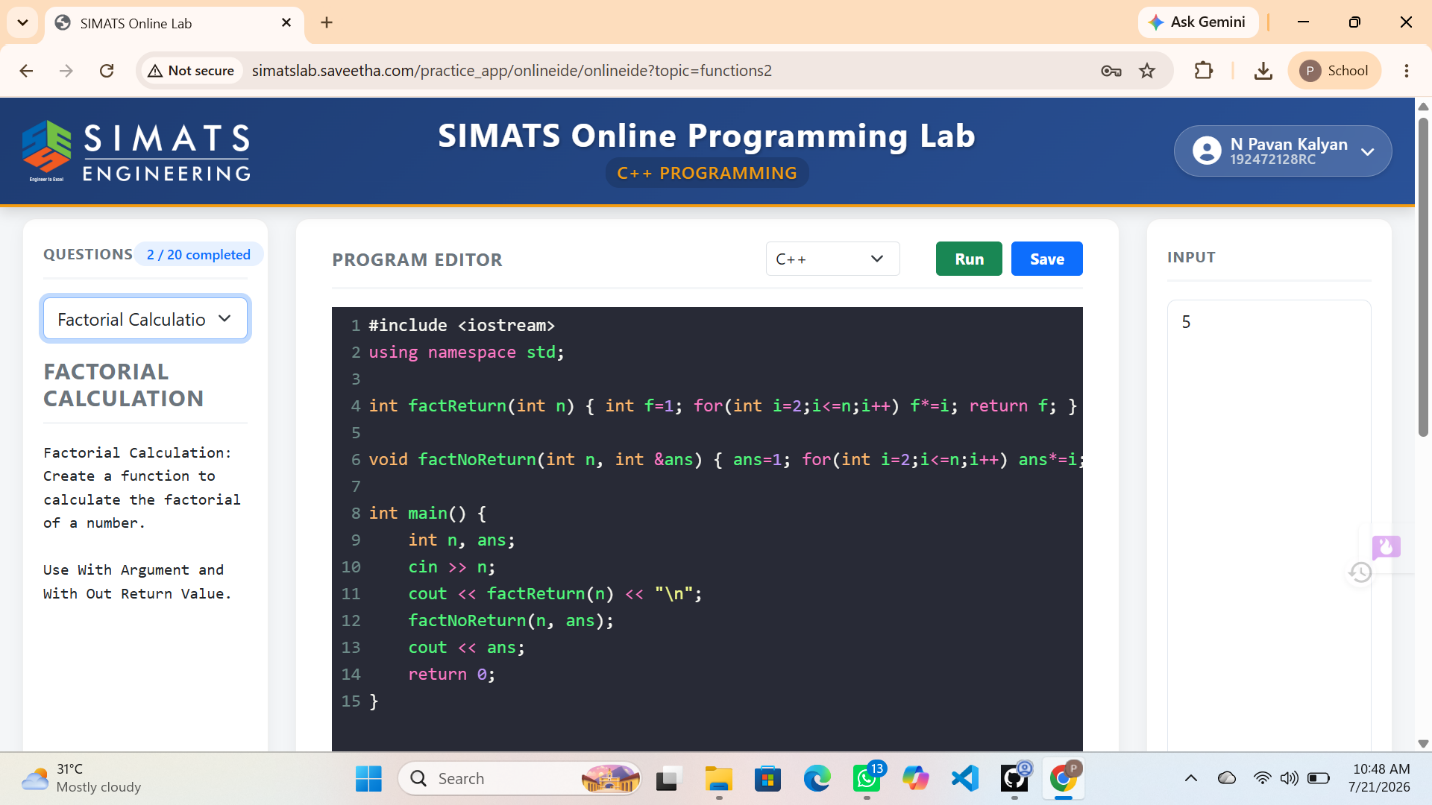 SIMATS Online Lab
Ask Gemini
Not secure
simatslab.saveetha.com/practice_app/onlineide/onlineide?topic=functions2
P
School
SIMATS
ENGINEERING
Engineer to Excel
SIMATS Online Programming Lab
C++ PROGRAMMING
N Pavan Kalyan
192472128RC
QUESTIONS
2 / 20 completed
Factorial Calculatio
FACTORIAL
CALCULATION
Factorial Calculation:
Create a function to
calculate the factorial
of a number.
Use With Argument and
With Out Return Value.
PROGRAM EDITOR
C++
Run
Save
1 #include <iostream>
2 using namespace std;
3
4 int factReturn(int n) { int f=1; for(int i=2;i<=n;i++) f*=i; return f; }
5
6 void factNoReturn(int n, int &ans) { ans=1; for(int i=2;i<=n;i++) ans*=i;
7
8 int main() {
9     int n, ans;
10     cin >> n;
11     cout << factReturn(n) << "\n";
12     factNoReturn(n, ans);
13     cout << ans;
14     return 0;
15 }
INPUT
5
31°C
Mostly cloudy
Search
13
P
10:48 AM
7/21/2026